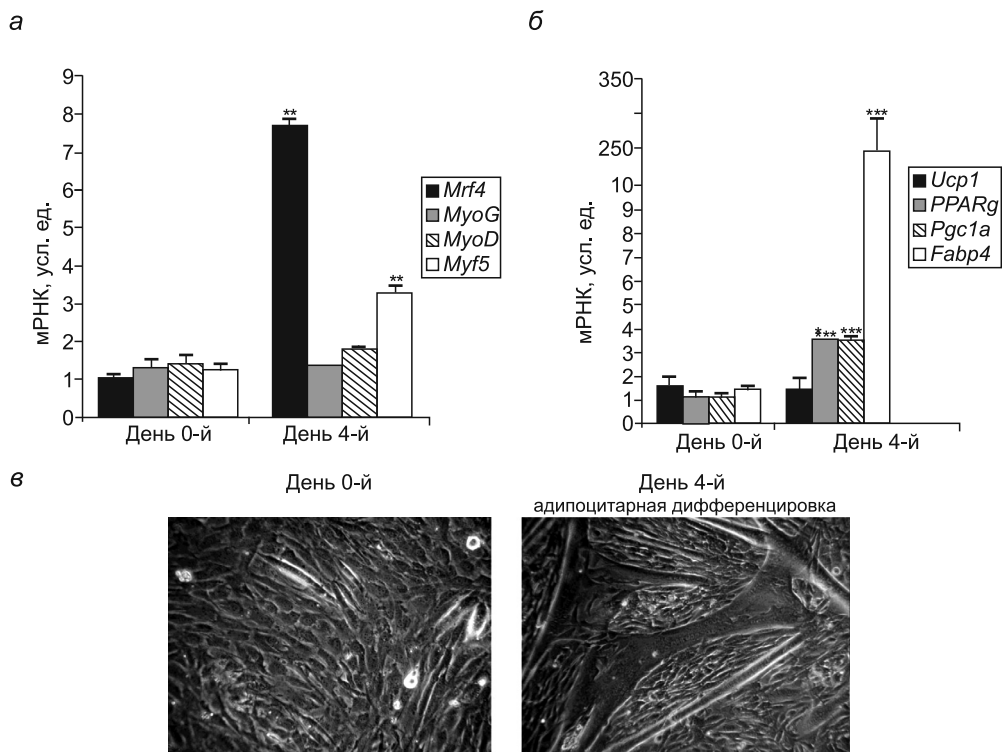 а
9
8
7
6
5
4
3
2
1
0
мРНК, усл. ед.
**
**
День 0-й
День 4-й
Mrf4
MyoG
MyoD
Myf5
б
350
250
10
9
8
7
6
5
4
3
2
1
0
мРНК, усл. ед.
***
****
***
День 0-й
День 4-й
Ucp1
PPARg
Pgc1a
Fabp4
в
День 0-й
День 4-й
адипоцитарная дифференцировка